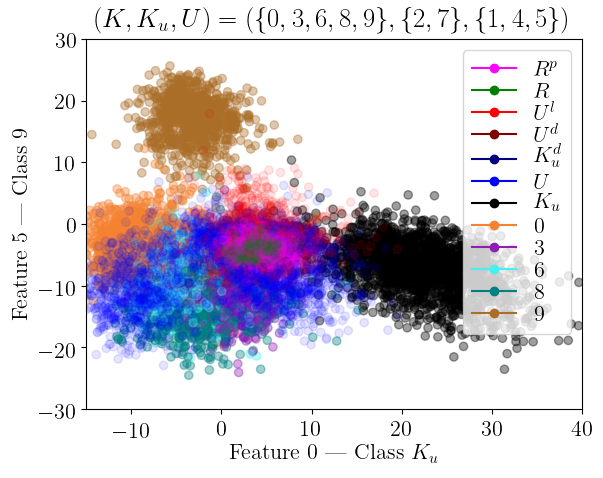 (K, K_u, U) = ({0, 3, 6, 8, 9}, {2, 7}, {1, 4, 5})
30
20
10
0
−10
−20
−30
Feature 5 — Class 9
−10
0
10
20
30
40
Feature 0 — Class K_u
R^p
R
U^l
U^d
K_u^d
U
K_u
0
3
6
8
9